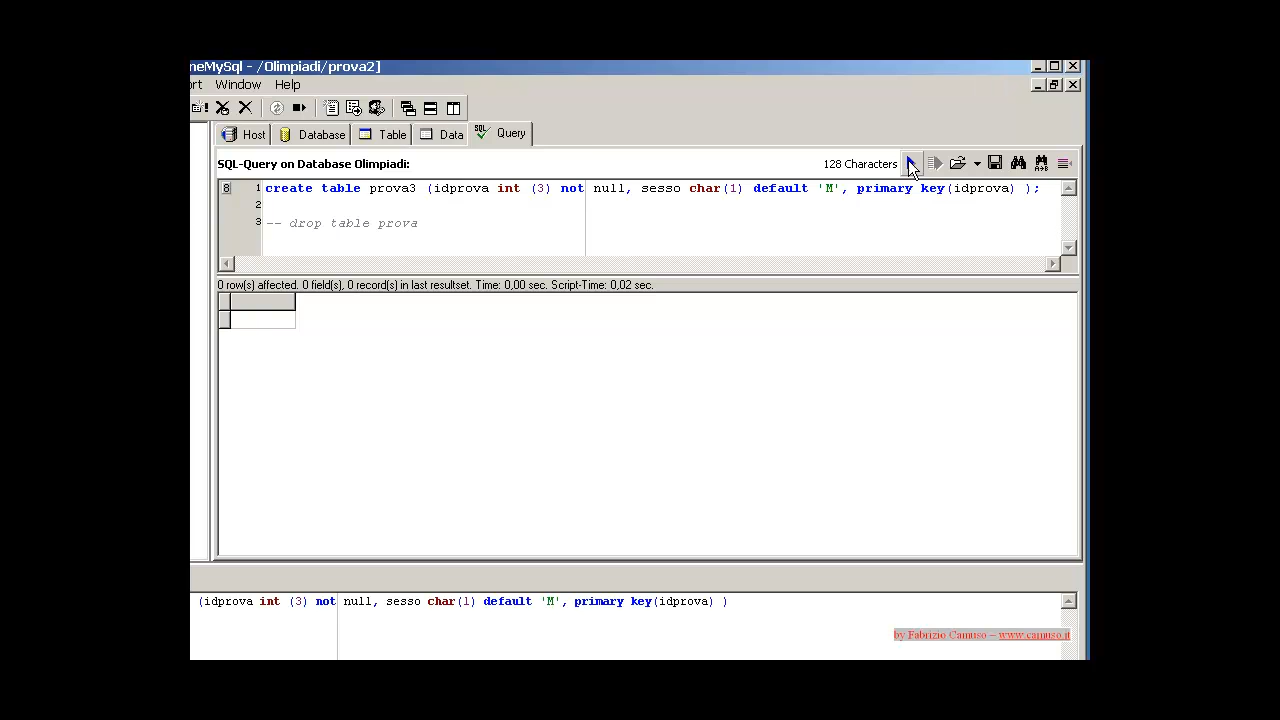 neMySql - /Olimpiadi/prova2]
rt Window Help
Host Database Table Data SQL Query
SQL-Query on Database Olimpiadi: 128 Characters
8 1 create table prova3 (idprova int (3) not null, sesso char(1) default 'M', primary key(idprova) );
2
3 -- drop table prova
0 row(s) affected. 0 field(s), 0 record(s) in last resultset. Time: 0,00 sec. Script-Time: 0,02 sec.
(idprova int (3) not null, sesso char(1) default 'M', primary key(idprova) )
by Fabrizio Camuso – www.camuso.it